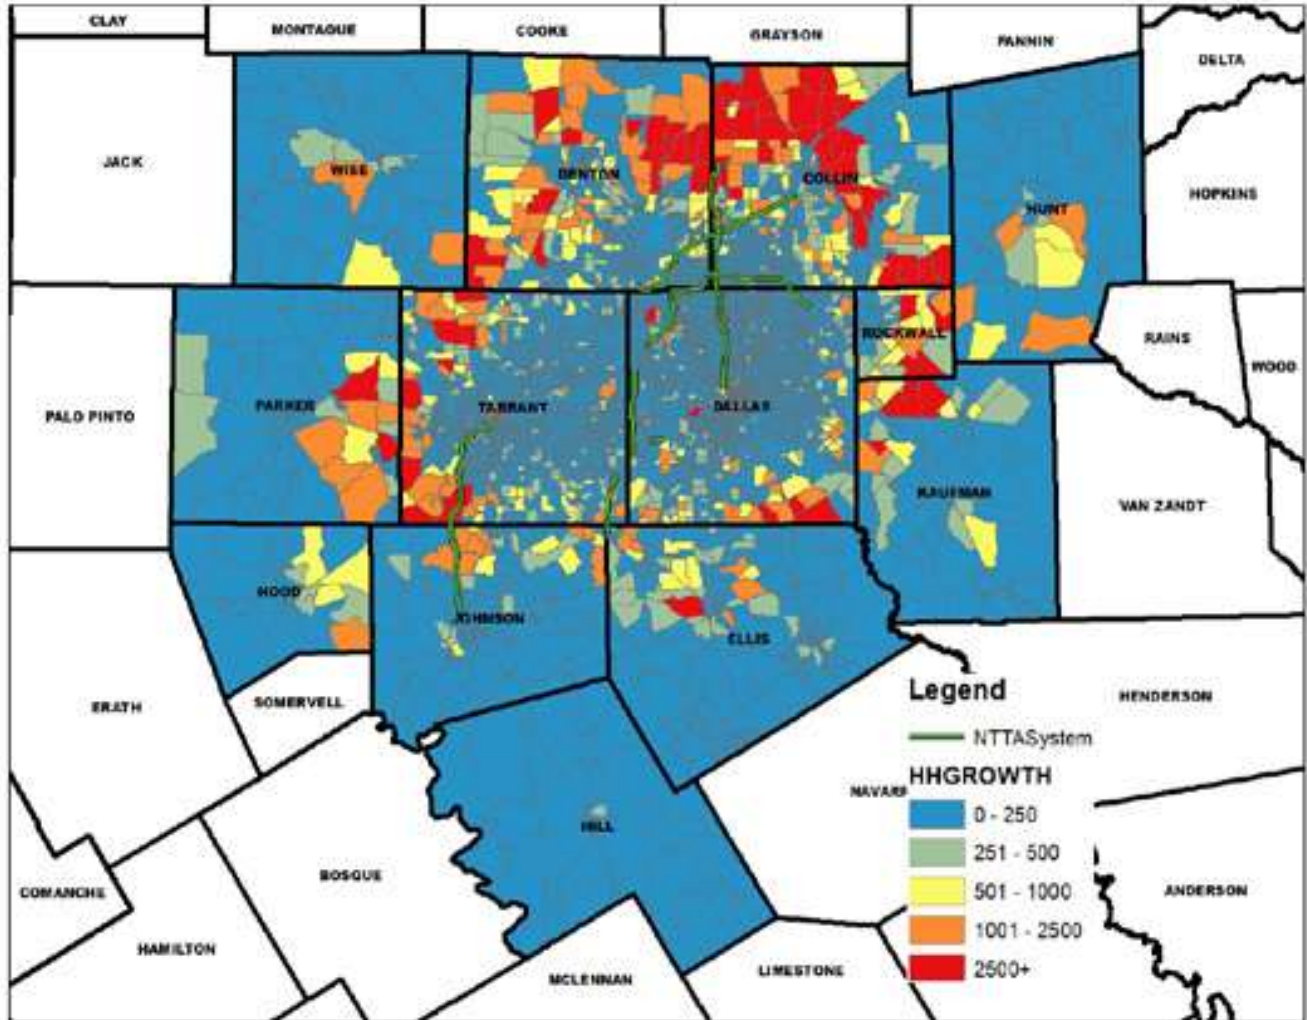 CLAY
MONTAGUE
COOKE
GRAYSON
FANNIN
DELTA
JACK
WISE
DENTON
COLLIN
HUNT
HOPKINS
PALO PINTO
PARKER
TARRANT
DALLAS
ROCKWALL
RAINS
WOOD
KAUFMAN
VAN ZANDT
HOOD
JOHNSON
ELLIS
ERATH
SOMERVELL
HENDERSON
Legend
NTTASystem
HHGROWTH
NAVARR
0 - 250
HILL
251 - 500
BOSQUE
501 - 1000
COMANCHE
ANDERSON
1001 - 2500
HAMILTON
2500+
MCLENNAN
LIMESTONE